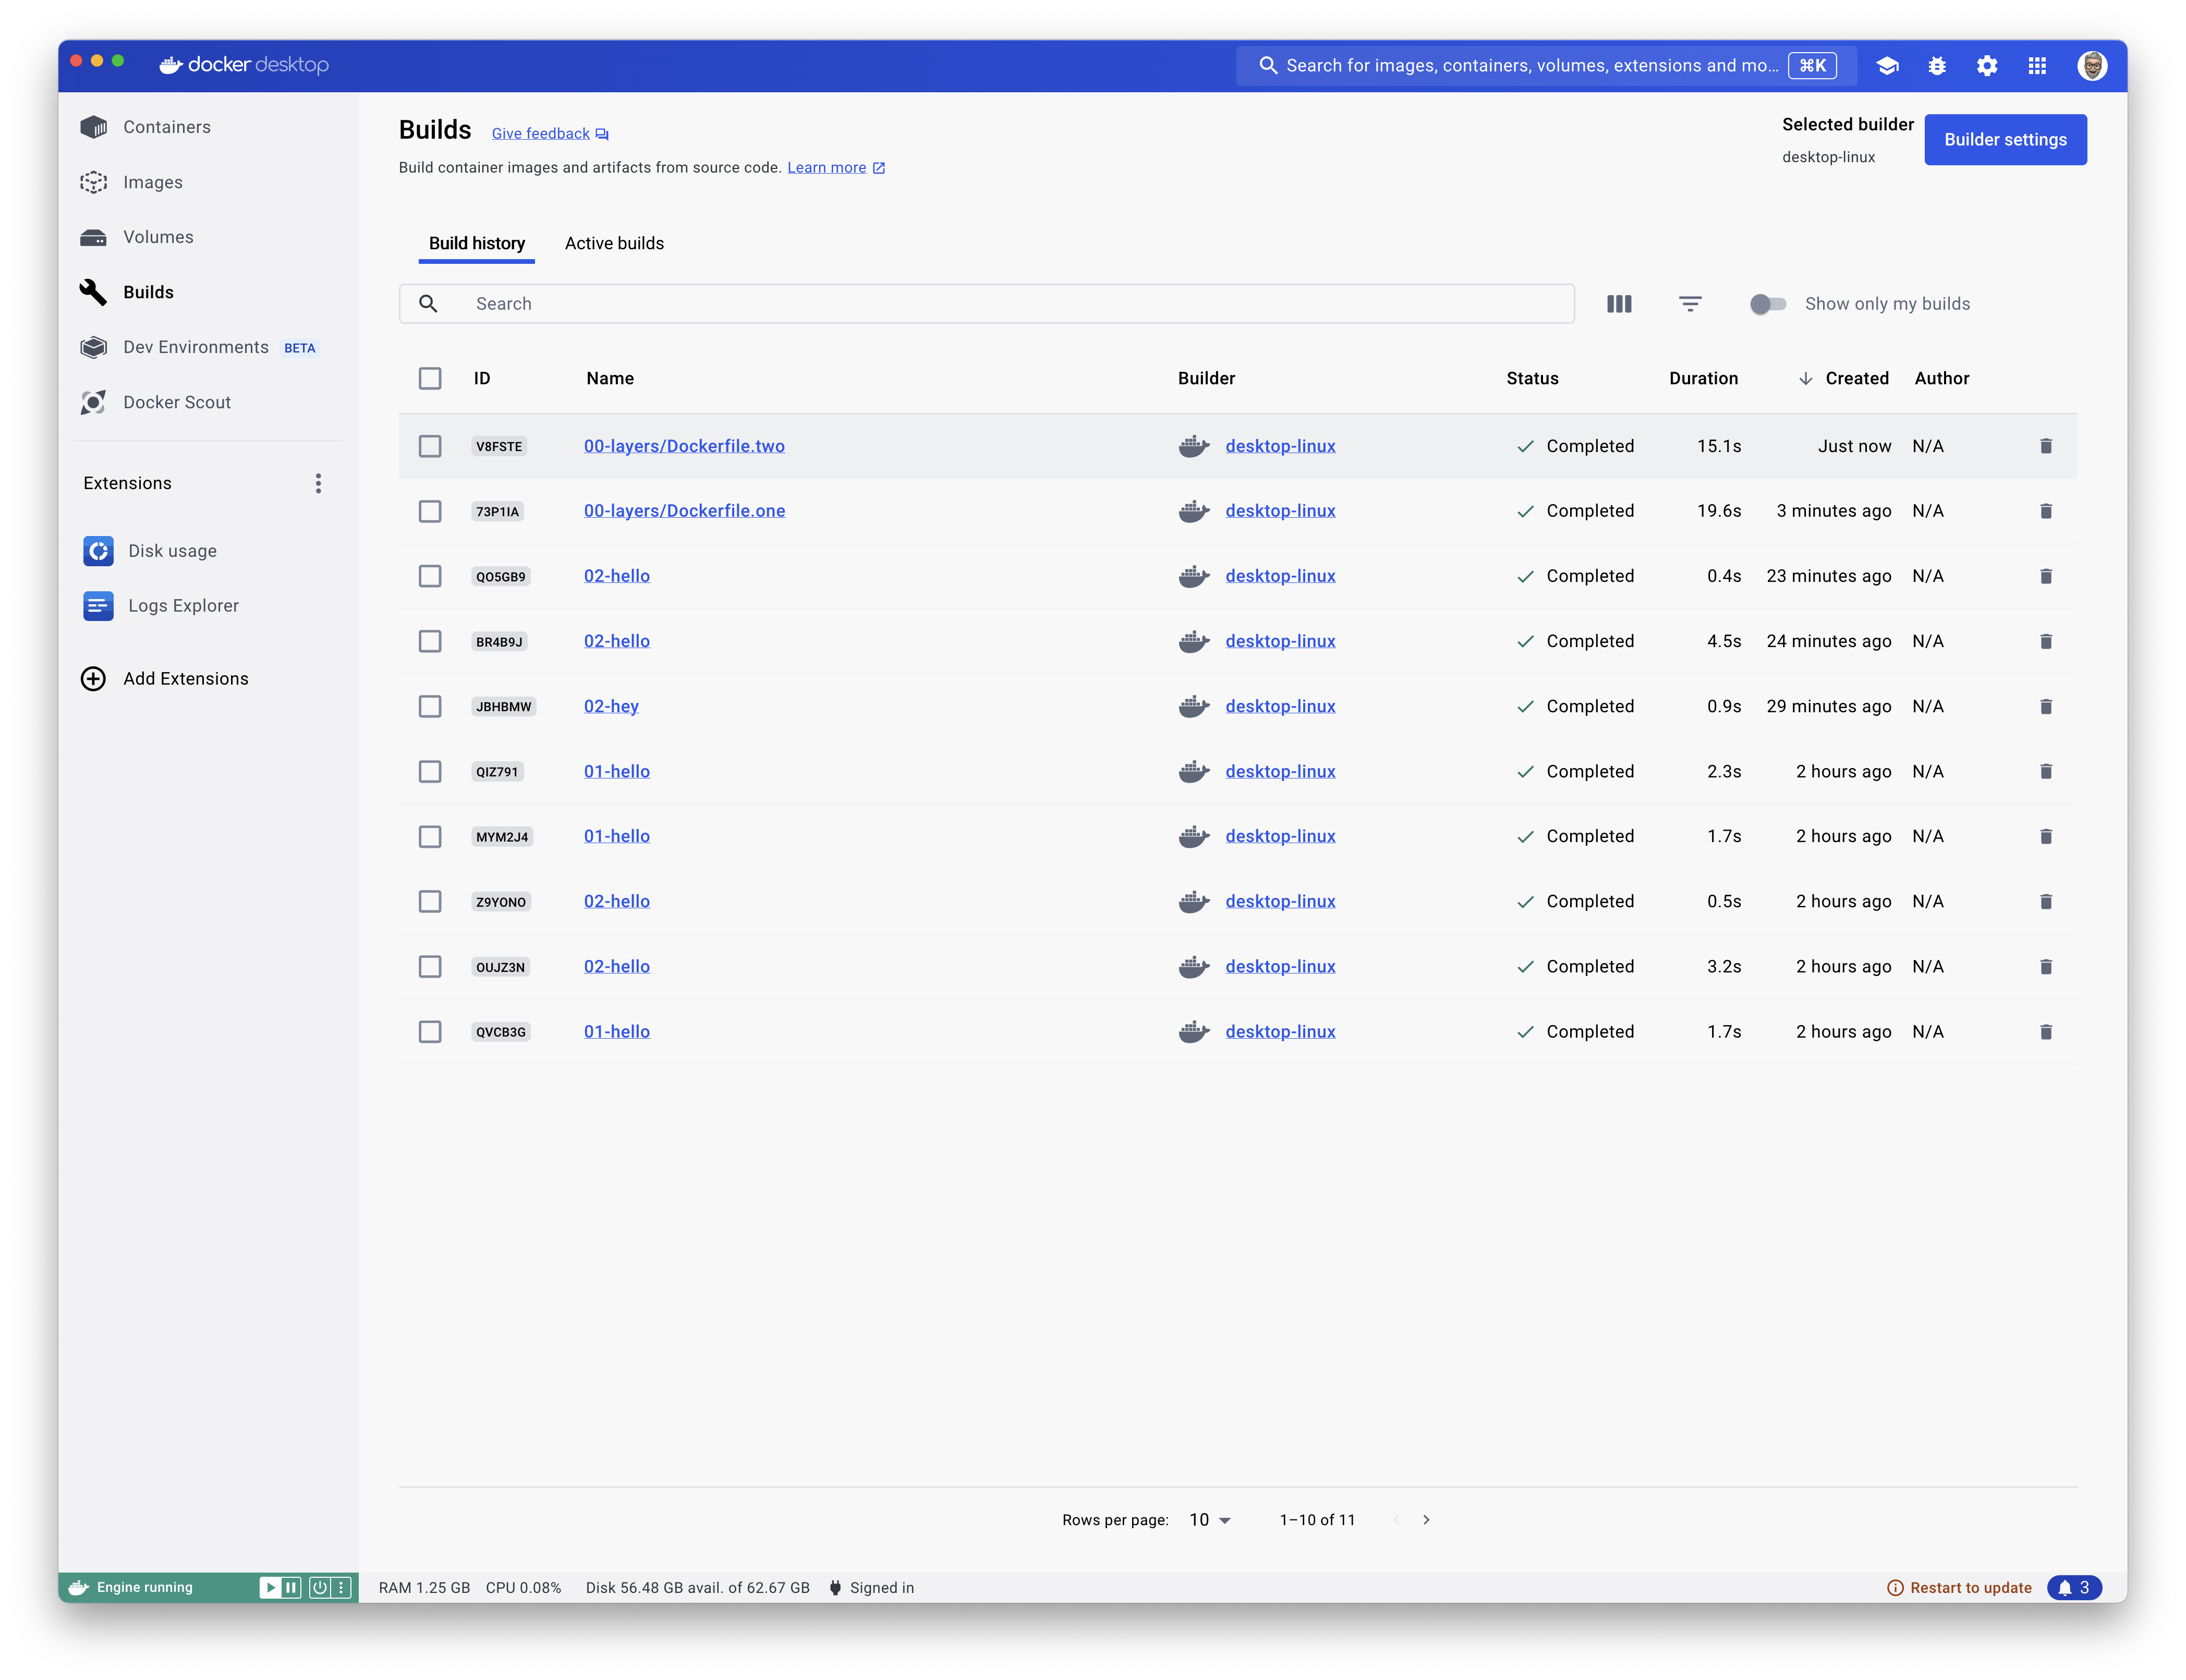 docker desktop
Search for images, containers, volumes, extensions and mo... ⌘K
Containers
Images
Volumes
Builds
Dev Environments BETA
Docker Scout
Extensions
Disk usage
Logs Explorer
Add Extensions
Builds Give feedback
Build container images and artifacts from source code. Learn more
Selected builder
desktop-linux
Builder settings
Build history Active builds
Search
Show only my builds
ID Name Builder Status Duration Created Author
V8FSTE 00-layers/Dockerfile.two desktop-linux Completed 15.1s Just now N/A
73P1IA 00-layers/Dockerfile.one desktop-linux Completed 19.6s 3 minutes ago N/A
QO5GB9 02-hello desktop-linux Completed 0.4s 23 minutes ago N/A
BR4B9J 02-hello desktop-linux Completed 4.5s 24 minutes ago N/A
JBHBMW 02-hey desktop-linux Completed 0.9s 29 minutes ago N/A
QIZ791 01-hello desktop-linux Completed 2.3s 2 hours ago N/A
MYM2J4 01-hello desktop-linux Completed 1.7s 2 hours ago N/A
Z9YONO 02-hello desktop-linux Completed 0.5s 2 hours ago N/A
OUJZ3N 02-hello desktop-linux Completed 3.2s 2 hours ago N/A
QVCB3G 01-hello desktop-linux Completed 1.7s 2 hours ago N/A
Rows per page: 10 1–10 of 11
Engine running RAM 1.25 GB CPU 0.08% Disk 56.48 GB avail. of 62.67 GB Signed in Restart to update 3